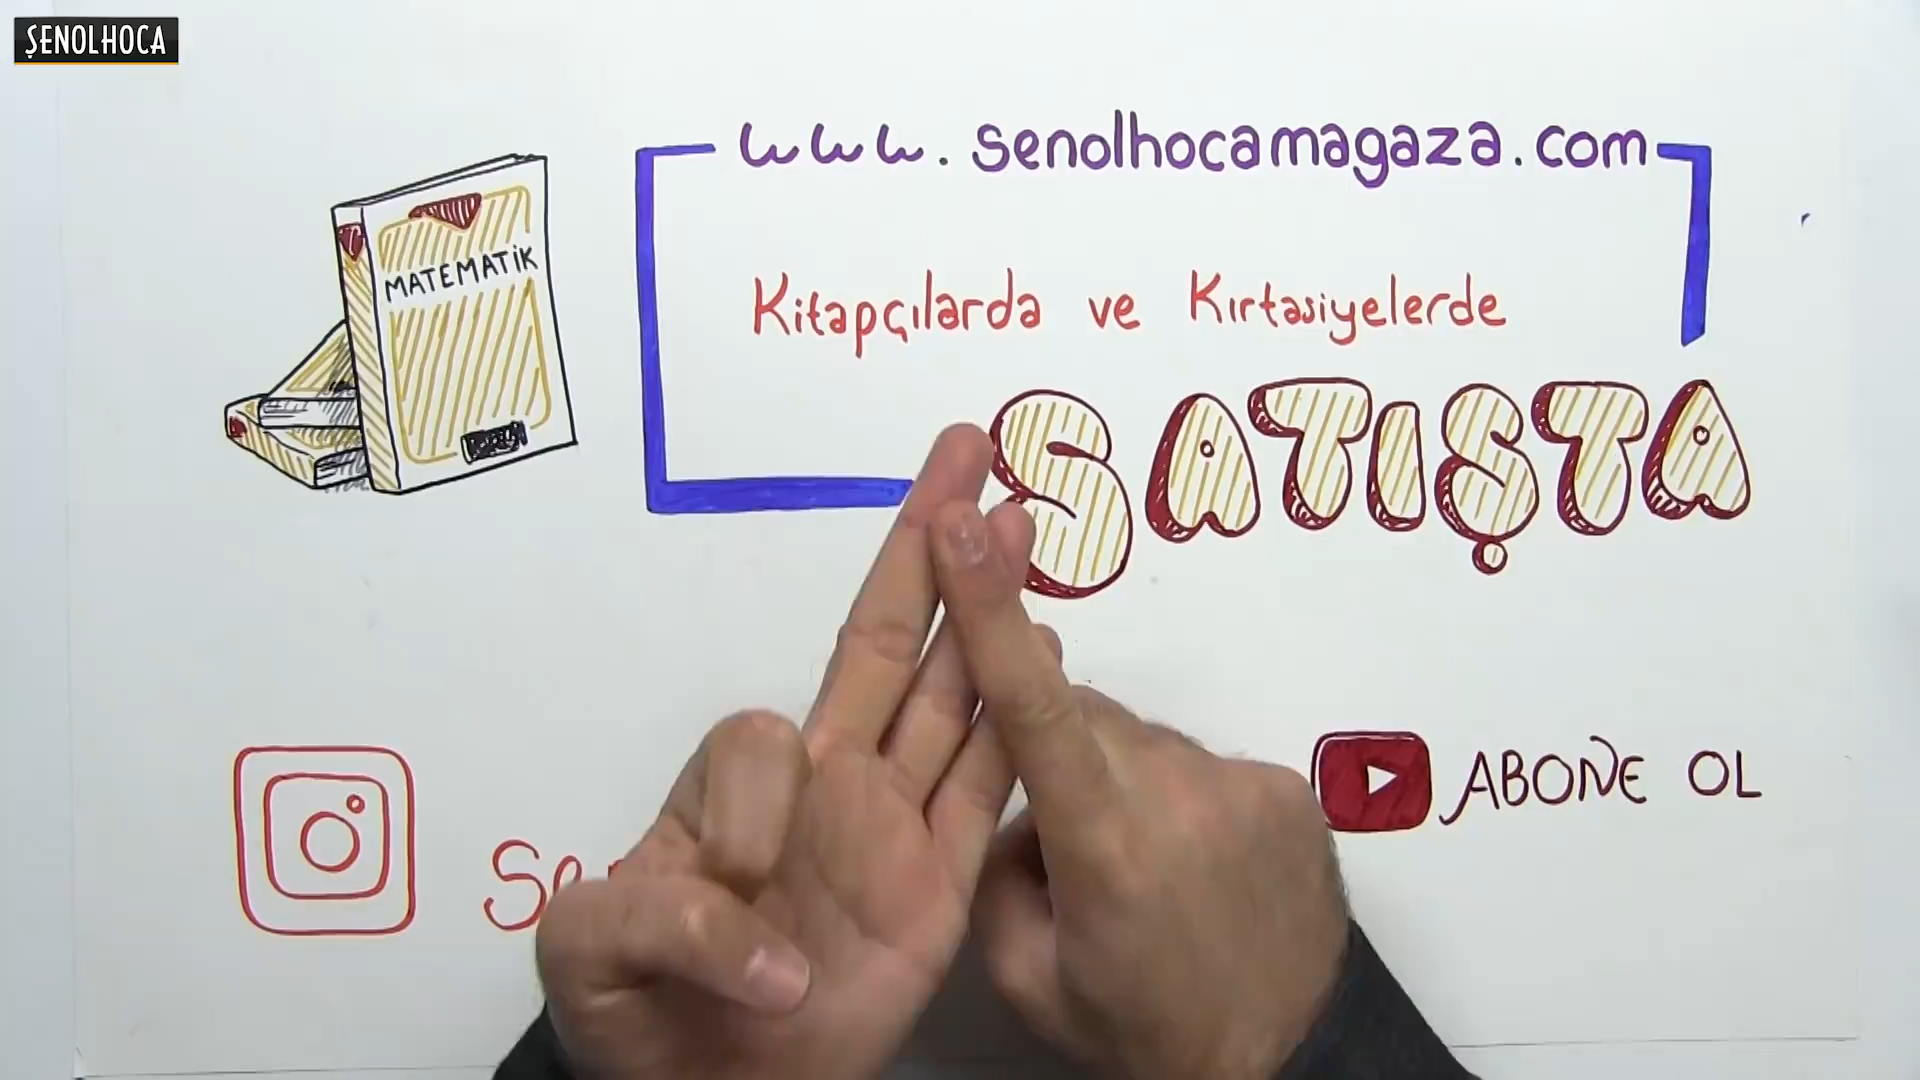 ŞENOLHOCA
www.senolhocamagaza.com
MATEMATİK
Kitapçılarda ve Kırtasiyelerde
SATIŞTA
ABONE OL